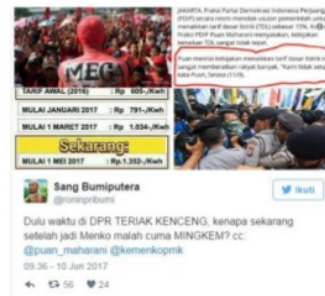 MEGA
TARIF AWAL (2016) : Rp 605,-/Kwh
MULAI JANUARI 2017 : Rp 791,-/Kwh
MULAI 1 MARET 2017 : Rp 1.034,-/Kwh
Sekarang:
MULAI 1 MEI 2017 : Rp.1.352,-/Kwh
JAKARTA. Fraksi Partai Demokrasi Indonesia Perjuang
(PDIP) secara resmi menolak usulan pemerintah untu
menaikkan tarif dasar listrik (TDL) sebesar 15%.
Fraksi PDIP Puan Maharani menyatakan, kebijakan
kenaikan TDL sangat tidak tepat.
Puan menilai kebijakan menaikkan tarif dasar listrik i
sangat memberatkan rakyat banyak. "Kami tidak setu
kata Puan, Selasa (11/9).
Sang Bumiputera
@roninpribumi
Ikuti
Dulu waktu di DPR TERIAK KENCENG, kenapa sekarang
setelah jadi Menko malah cuma MINGKEM? cc:
@puan_maharani @kemenkopmk
09.36 - 10 Jun 2017
56 24